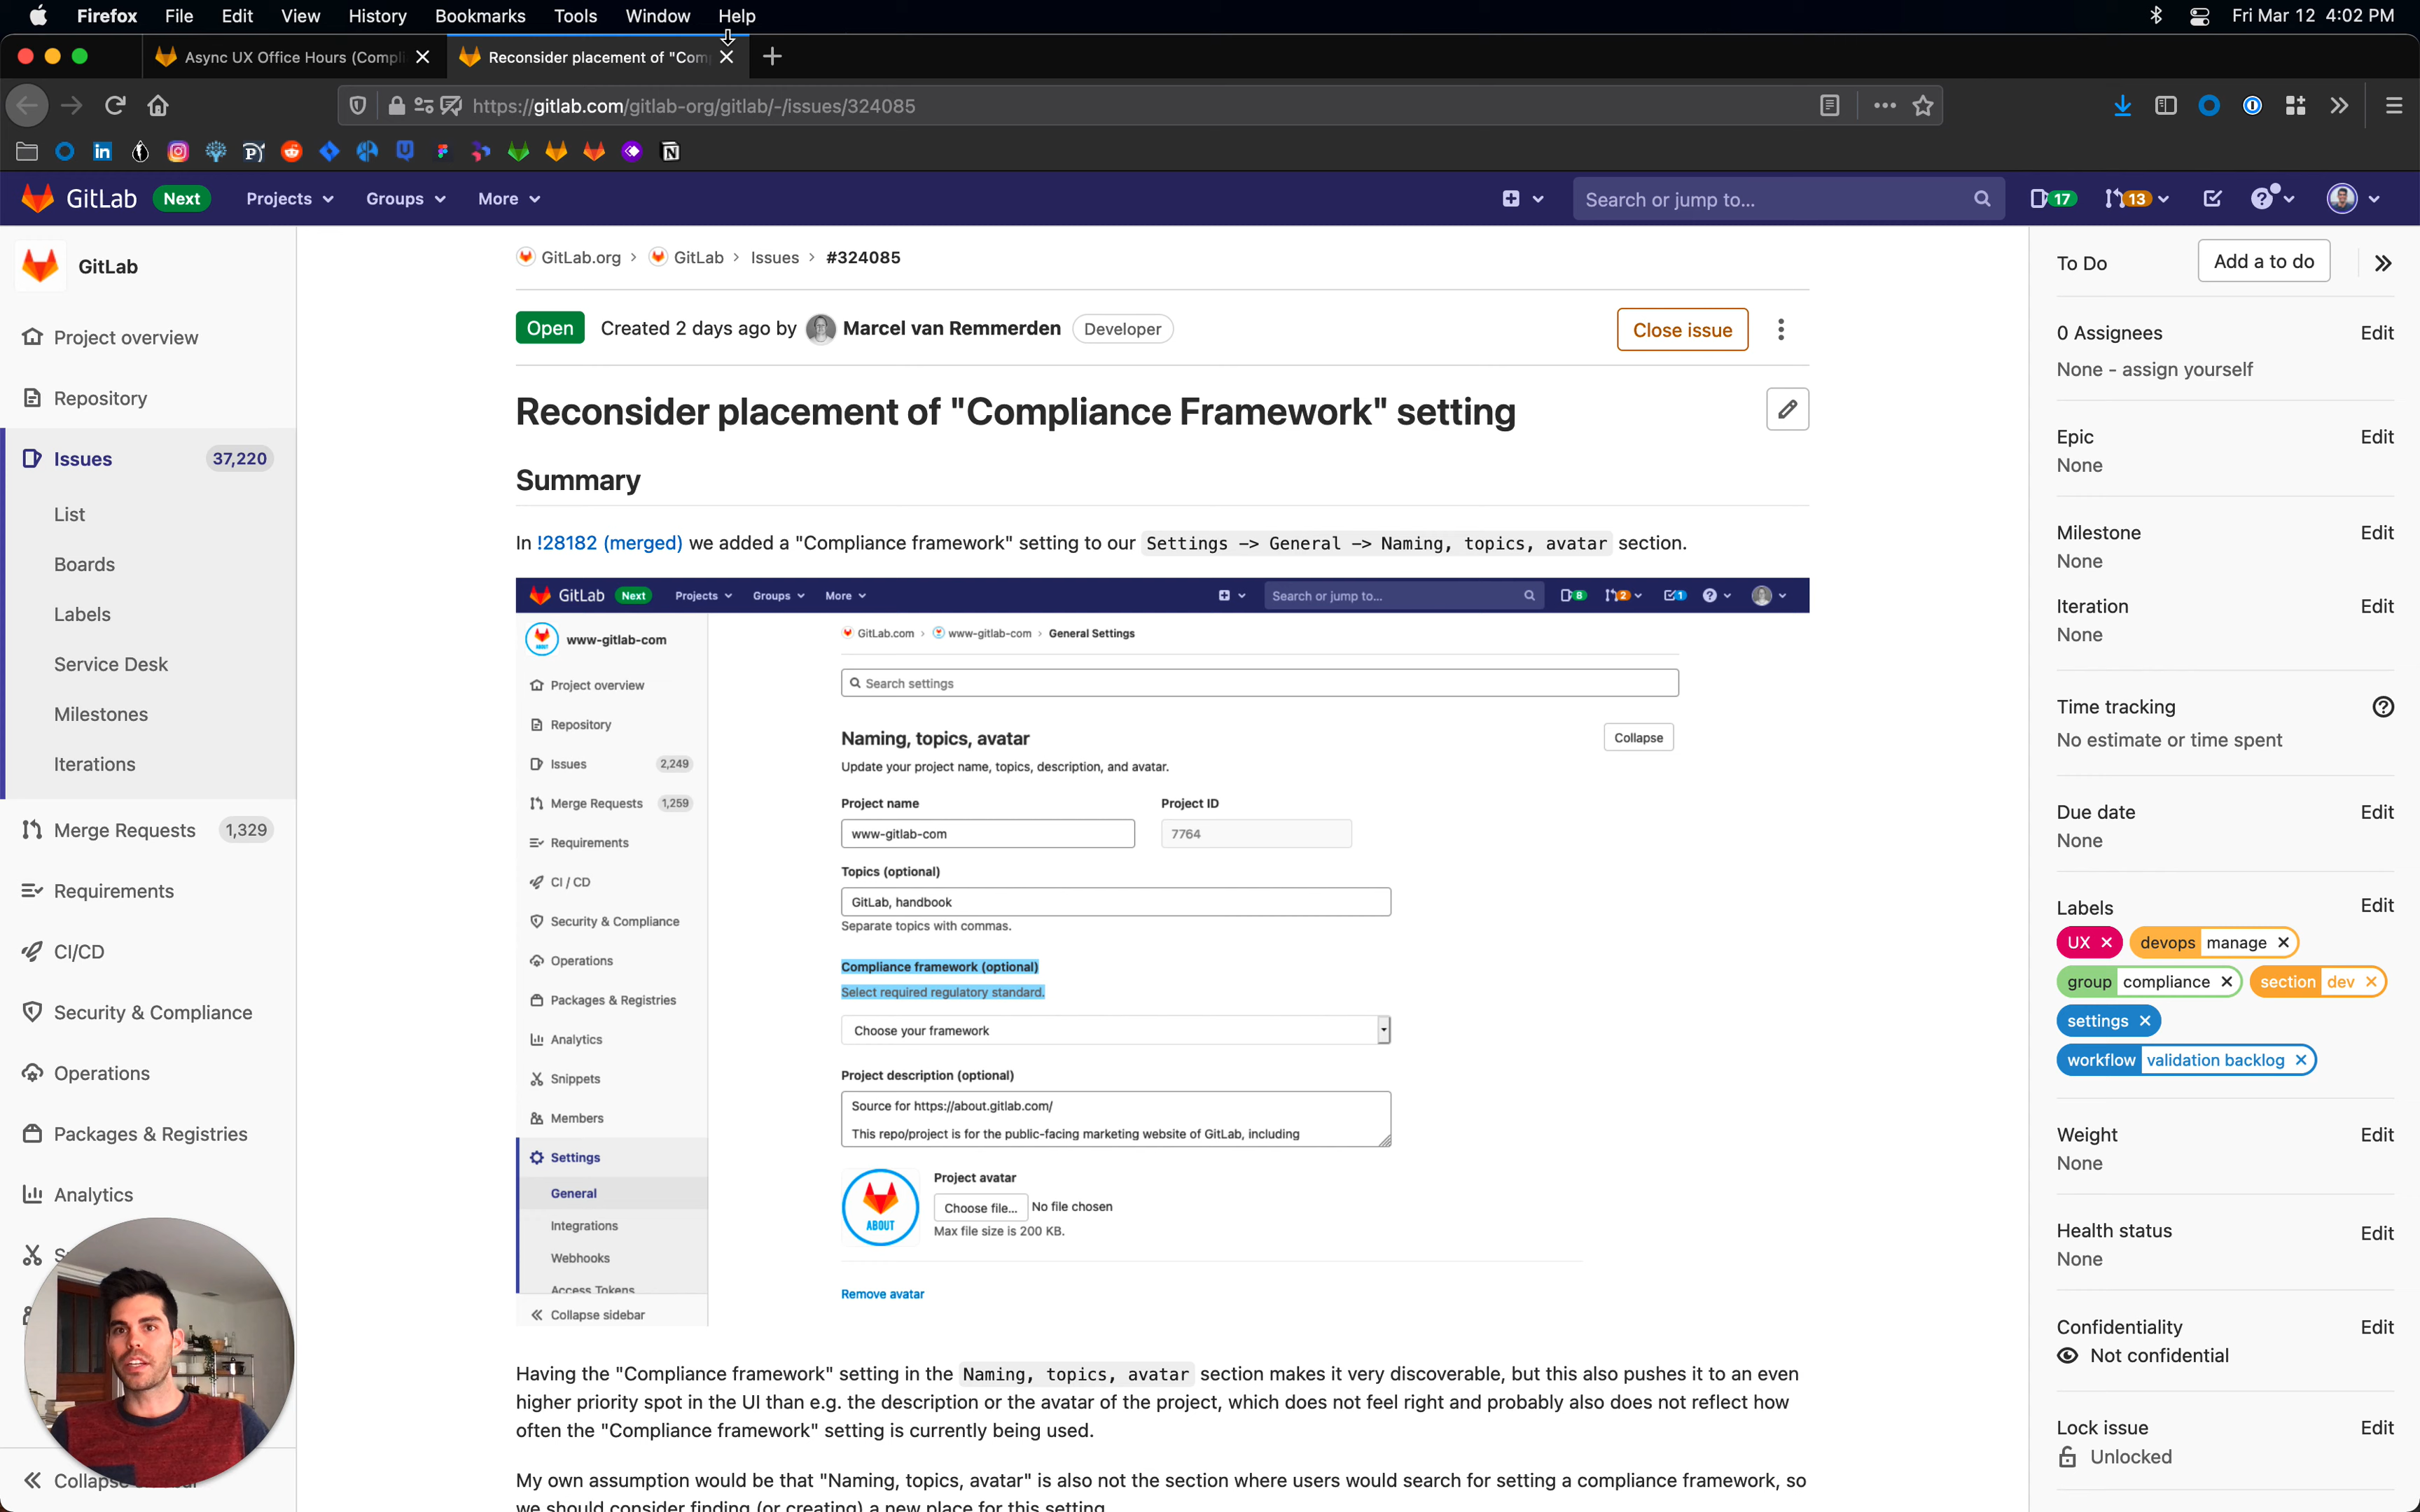 Firefox File Edit View History Bookmarks Tools Window Help Fri Mar 12 4:02 PM
Async UX Office Hours (Compl Reconsider placement of "Com
https://gitlab.com/gitlab-org/gitlab/-/issues/324085
GitLab Next Projects Groups More Search or jump to... 17 13
GitLab
Project overview
Repository
Issues 37,220
List
Boards
Labels
Service Desk
Milestones
Iterations
Merge Requests 1,329
Requirements
CI/CD
Security & Compliance
Operations
Packages & Registries
Analytics
GitLab.org > GitLab > Issues > #324085
Open Created 2 days ago by Marcel van Remmerden Developer Close issue
Reconsider placement of "Compliance Framework" setting
Summary
In !28182 (merged) we added a "Compliance framework" setting to our Settings -> General -> Naming, topics, avatar section.
GitLab Next Projects Groups More Search or jump to... 8 2 1
www-gitlab-com
Project overview
Repository
Issues 2,249
Merge Requests 1,259
Requirements
CI / CD
Security & Compliance
Operations
Packages & Registries
Analytics
Snippets
Members
Settings
General
Integrations
Webhooks
Access Tokens
Collapse sidebar
GitLab.com > www-gitlab-com > General Settings
Search settings
Naming, topics, avatar Collapse
Update your project name, topics, description, and avatar.
Project name Project ID
www-gitlab-com 7764
Topics (optional)
GitLab, handbook
Separate topics with commas.
Compliance framework (optional)
Select required regulatory standard.
Choose your framework
Project description (optional)
Source for https://about.gitlab.com/
This repo/project is for the public-facing marketing website of GitLab, including
ABOUT
Project avatar
Choose file... No file chosen
Max file size is 200 KB.
Remove avatar
Having the "Compliance framework" setting in the Naming, topics, avatar section makes it very discoverable, but this also pushes it to an even
higher priority spot in the UI than e.g. the description or the avatar of the project, which does not feel right and probably also does not reflect how
often the "Compliance framework" setting is currently being used.
My own assumption would be that "Naming, topics, avatar" is also not the section where users would search for setting a compliance framework, so
we should consider finding (or creating) a new place for this setting
To Do Add a to do
0 Assignees Edit
None - assign yourself
Epic Edit
None
Milestone Edit
None
Iteration Edit
None
Time tracking
No estimate or time spent
Due date Edit
None
Labels Edit
UX devops manage
group compliance section dev
settings
workflow validation backlog
Weight Edit
None
Health status Edit
None
Confidentiality Edit
Not confidential
Lock issue Edit
Unlocked